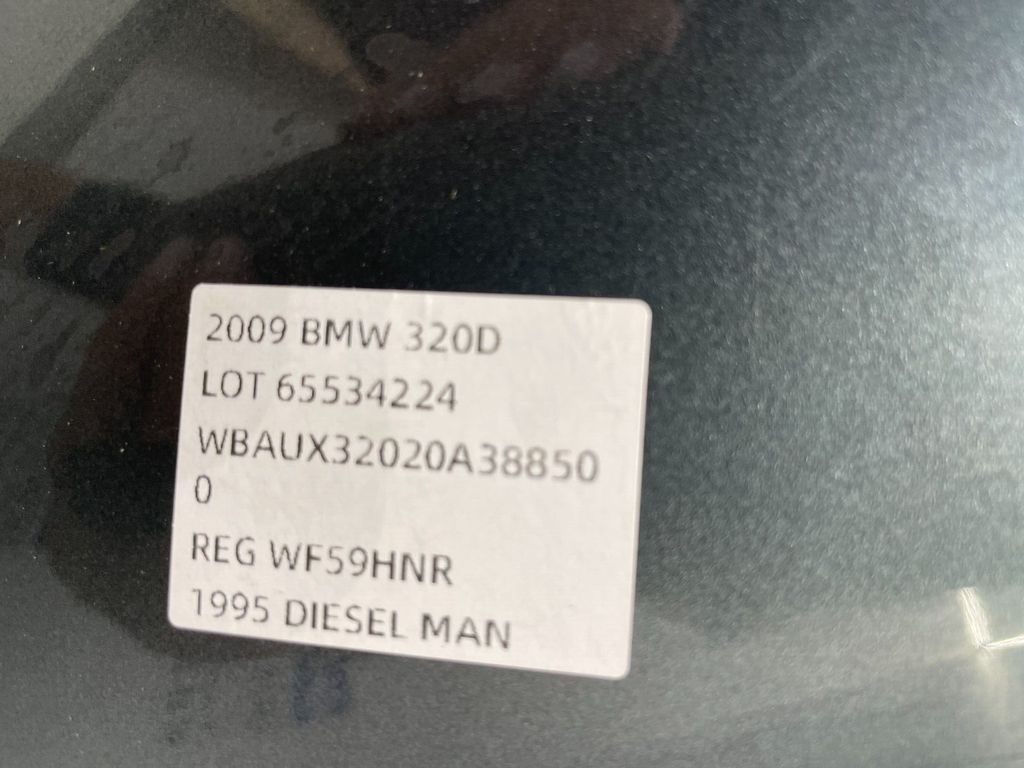 2009 BMW 320D
LOT 65534224
WBAUX32020A38850
0
REG WF59HNR
1995 DIESEL MAN